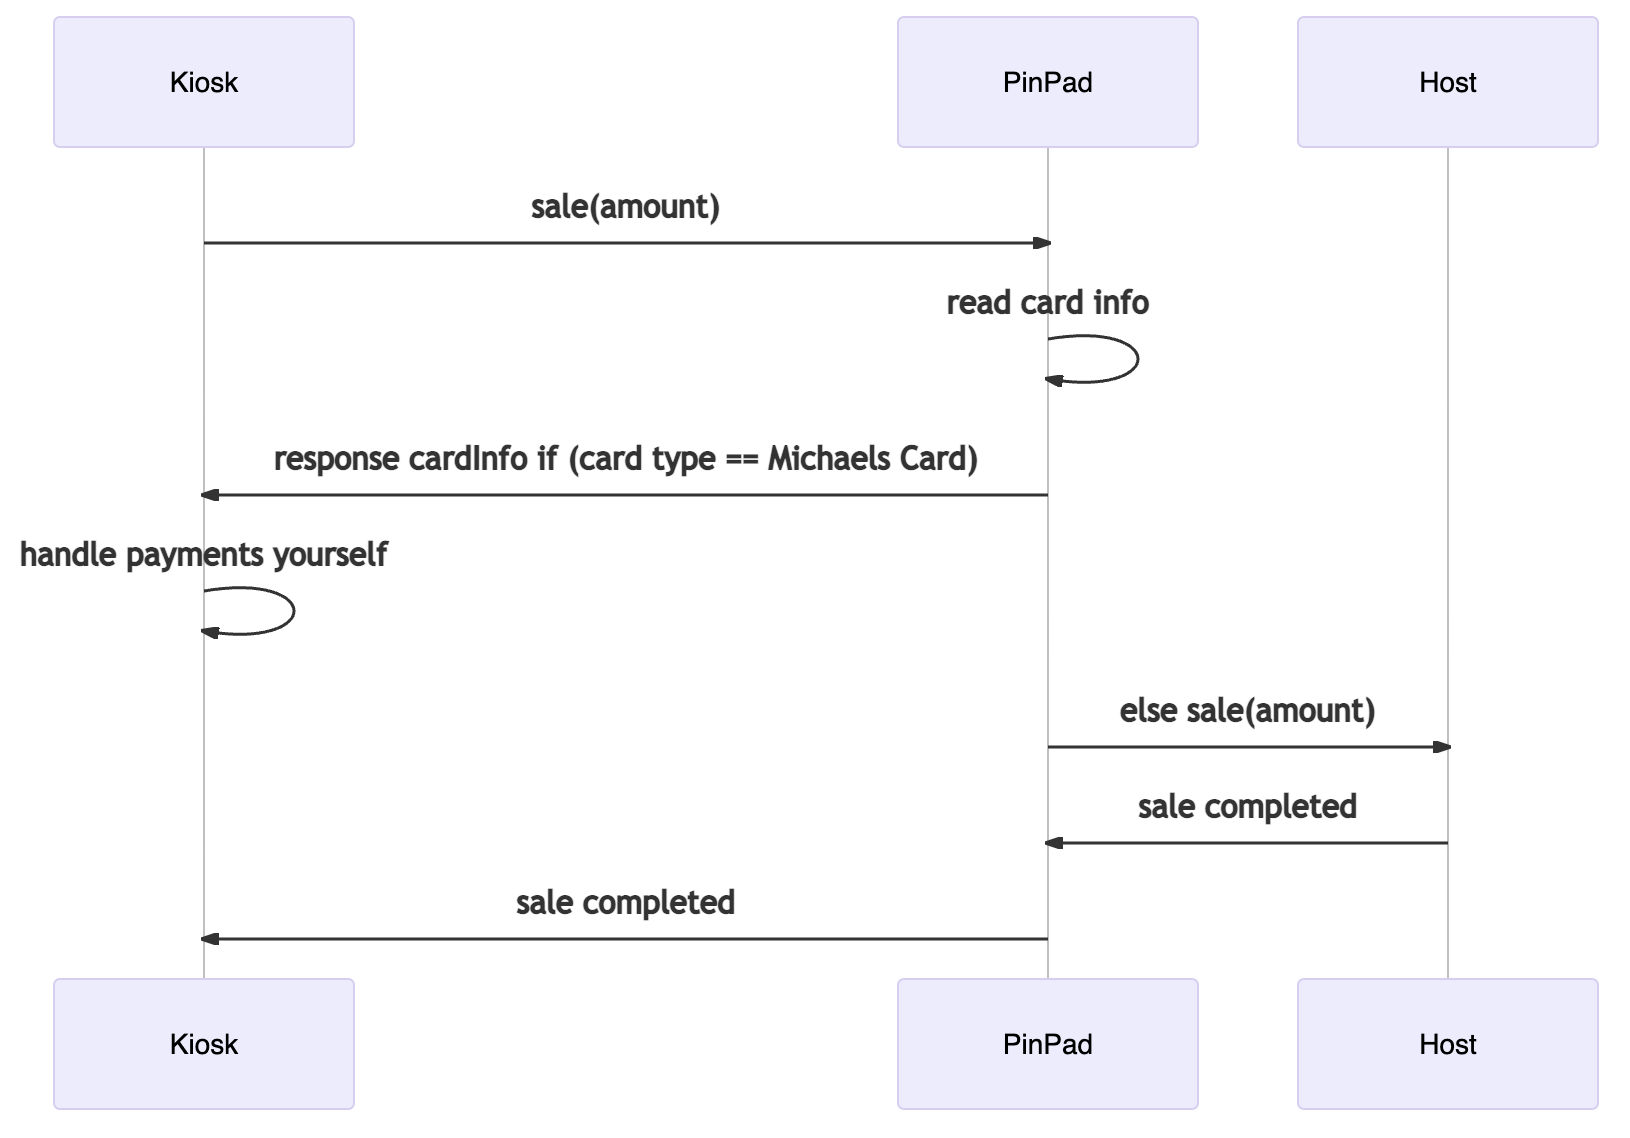 Kiosk
PinPad
Host
sale(amount)
read card info
response cardInfo if (card type == Michaels Card)
handle payments yourself
else sale(amount)
sale completed
sale completed
Kiosk
PinPad
Host